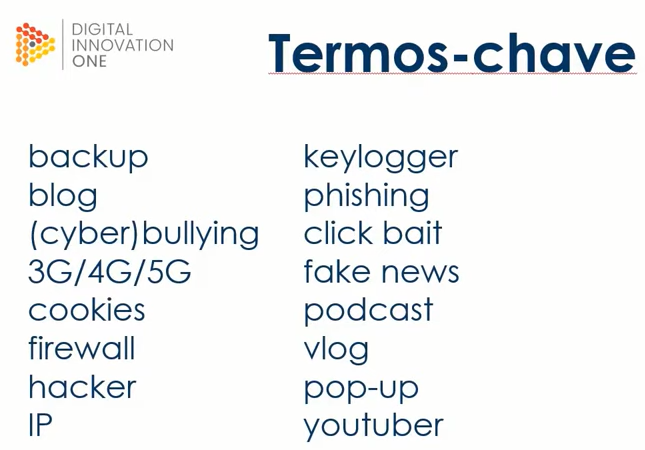 DIGITAL
INNOVATION
ONE
Termos-chave
backup
blog
(cyber)bullying
3G/4G/5G
cookies
firewall
hacker
IP
keylogger
phishing
click bait
fake news
podcast
vlog
pop-up
youtuber